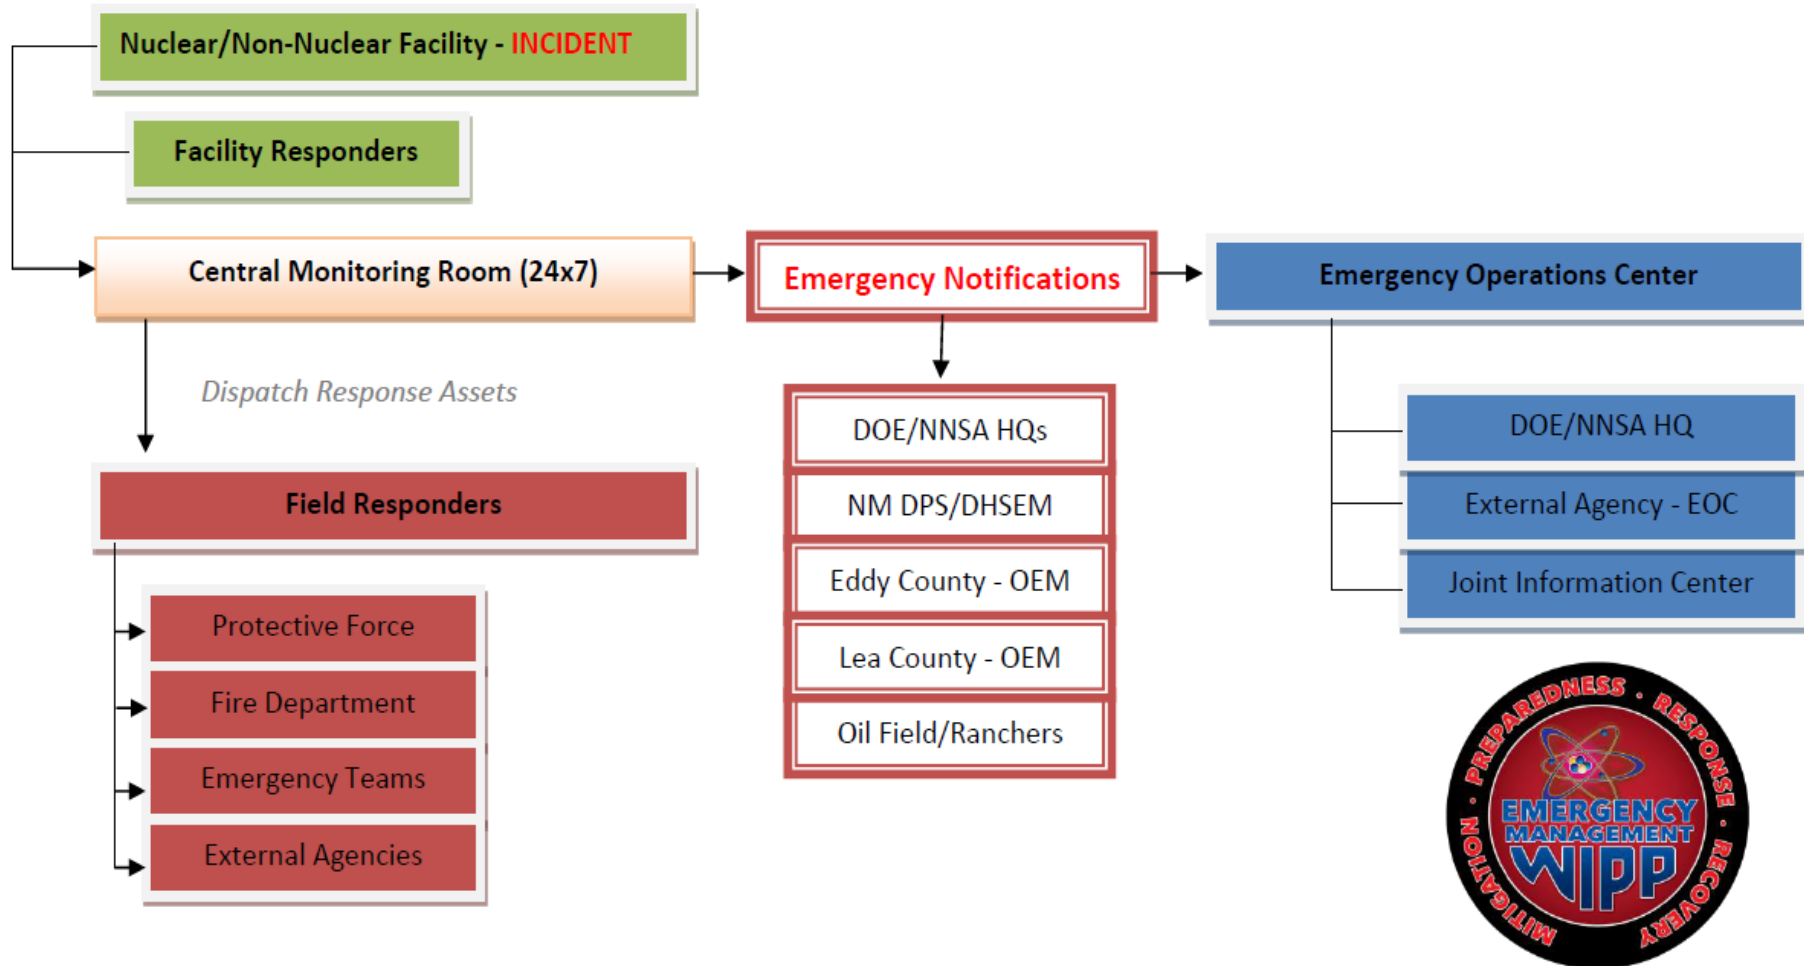 Nuclear/Non-Nuclear Facility - INCIDENT
Facility Responders
Central Monitoring Room (24x7)
Emergency Notifications
Emergency Operations Center
Dispatch Response Assets
Field Responders
Protective Force
Fire Department
Emergency Teams
External Agencies
DOE/NNSA HQs
NM DPS/DHSEM
Eddy County - OEM
Lea County - OEM
Oil Field/Ranchers
DOE/NNSA HQ
External Agency - EOC
Joint Information Center
MITIGATION · PREPAREDNESS · RESPONSE · RECOVERY
EMERGENCY
MANAGEMENT
WIPP